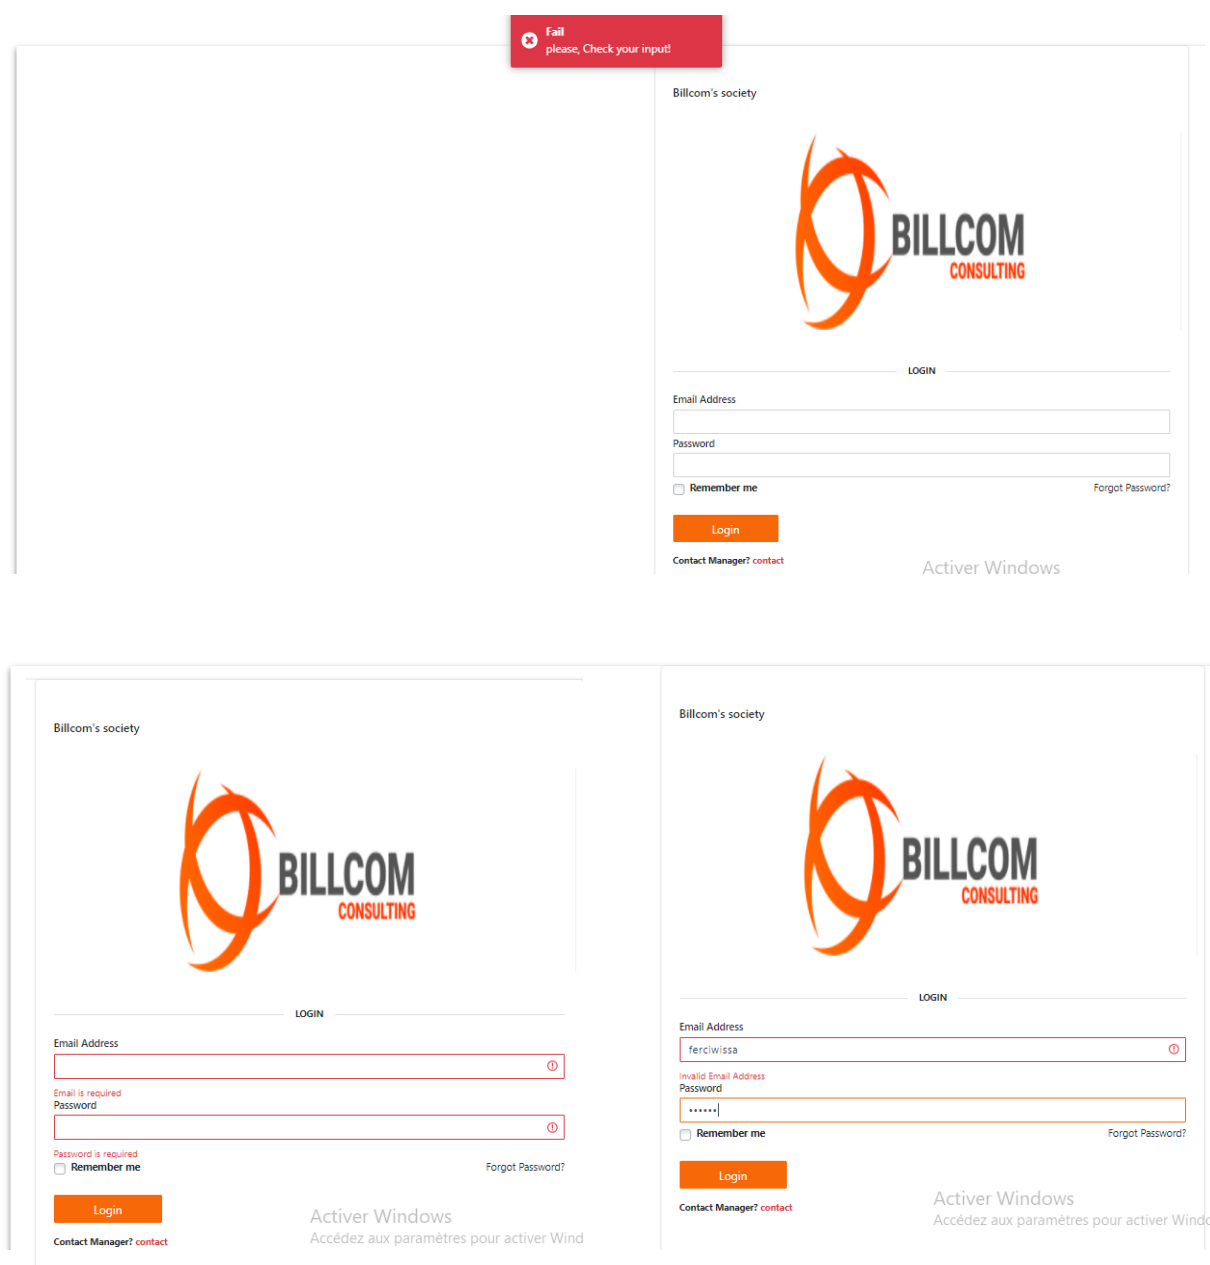 Fail
please, Check your input!
Billcom's society
BILLCOM
CONSULTING
LOGIN
Email Address
Password
Remember me
Forgot Password?
Login
Contact Manager? contact
Activer Windows
Billcom's society
BILLCOM
CONSULTING
LOGIN
Email Address
Email is required
Password
Password is required
Remember me
Forgot Password?
Login
Contact Manager? contact
Activer Windows
Accédez aux paramètres pour activer Wind
Billcom's society
BILLCOM
CONSULTING
LOGIN
Email Address
ferciwissa
Invalid Email Address
Password
••••••
Remember me
Forgot Password?
Login
Contact Manager? contact
Activer Windows
Accédez aux paramètres pour activer Windo